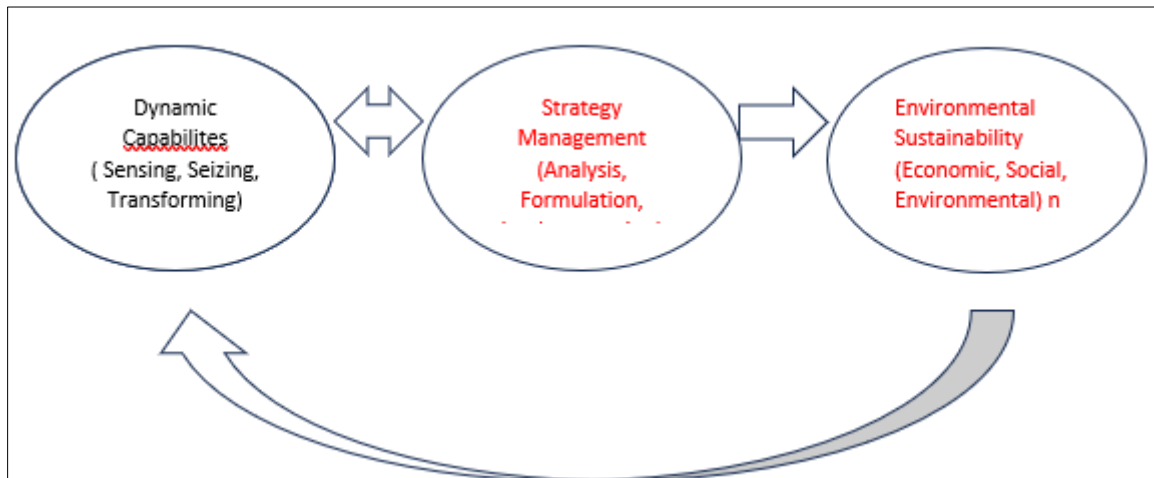 Dynamic
Capabilites
( Sensing, Seizing,
Transforming)
Strategy
Management
(Analysis,
Formulation,
Environmental
Sustainability
(Economic, Social,
Environmental) n